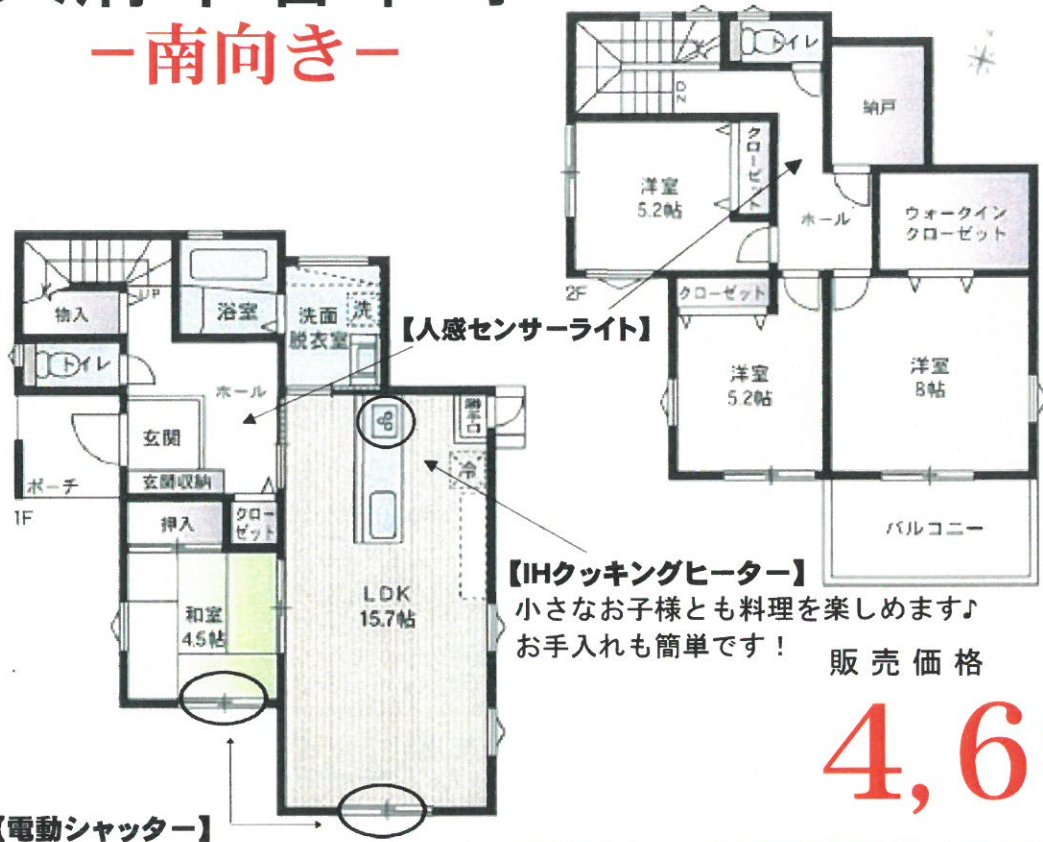 －南向き－
トイレ
納戸
DN
クローゼット
洋室
5.2帖
ホール
ウォークイン
クローゼット
2F
クローゼット
洋室
5.2帖
洋室
8帖
バルコニー
UP
物入
浴室
洗面
脱衣室
洗
【人感センサーライト】
トイレ
ホール
玄関
ポーチ
玄関収納
1F
押入
クロー
ゼット
冷
和室
4.5帖
LDK
15.7帖
【IHクッキングヒーター】
小さなお子様とも料理を楽しめます♪
お手入れも簡単です！
販売価格
4,6
【電動シャッター】